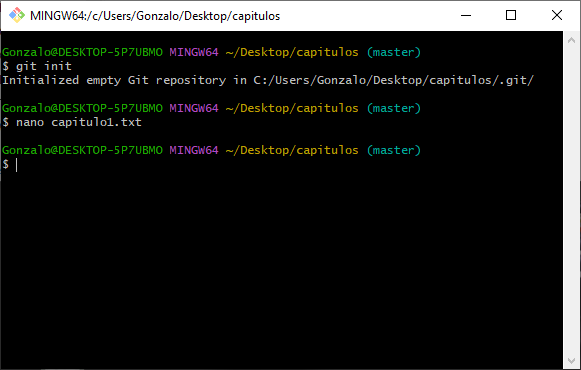 MINGW64:/c/Users/Gonzalo/Desktop/capitulos
Gonzalo@DESKTOP-5P7UBMO MINGW64 ~/Desktop/capitulos (master)
$ git init
Initialized empty Git repository in C:/Users/Gonzalo/Desktop/capitulos/.git/
Gonzalo@DESKTOP-5P7UBMO MINGW64 ~/Desktop/capitulos (master)
$ nano capitulo1.txt
Gonzalo@DESKTOP-5P7UBMO MINGW64 ~/Desktop/capitulos (master)
$